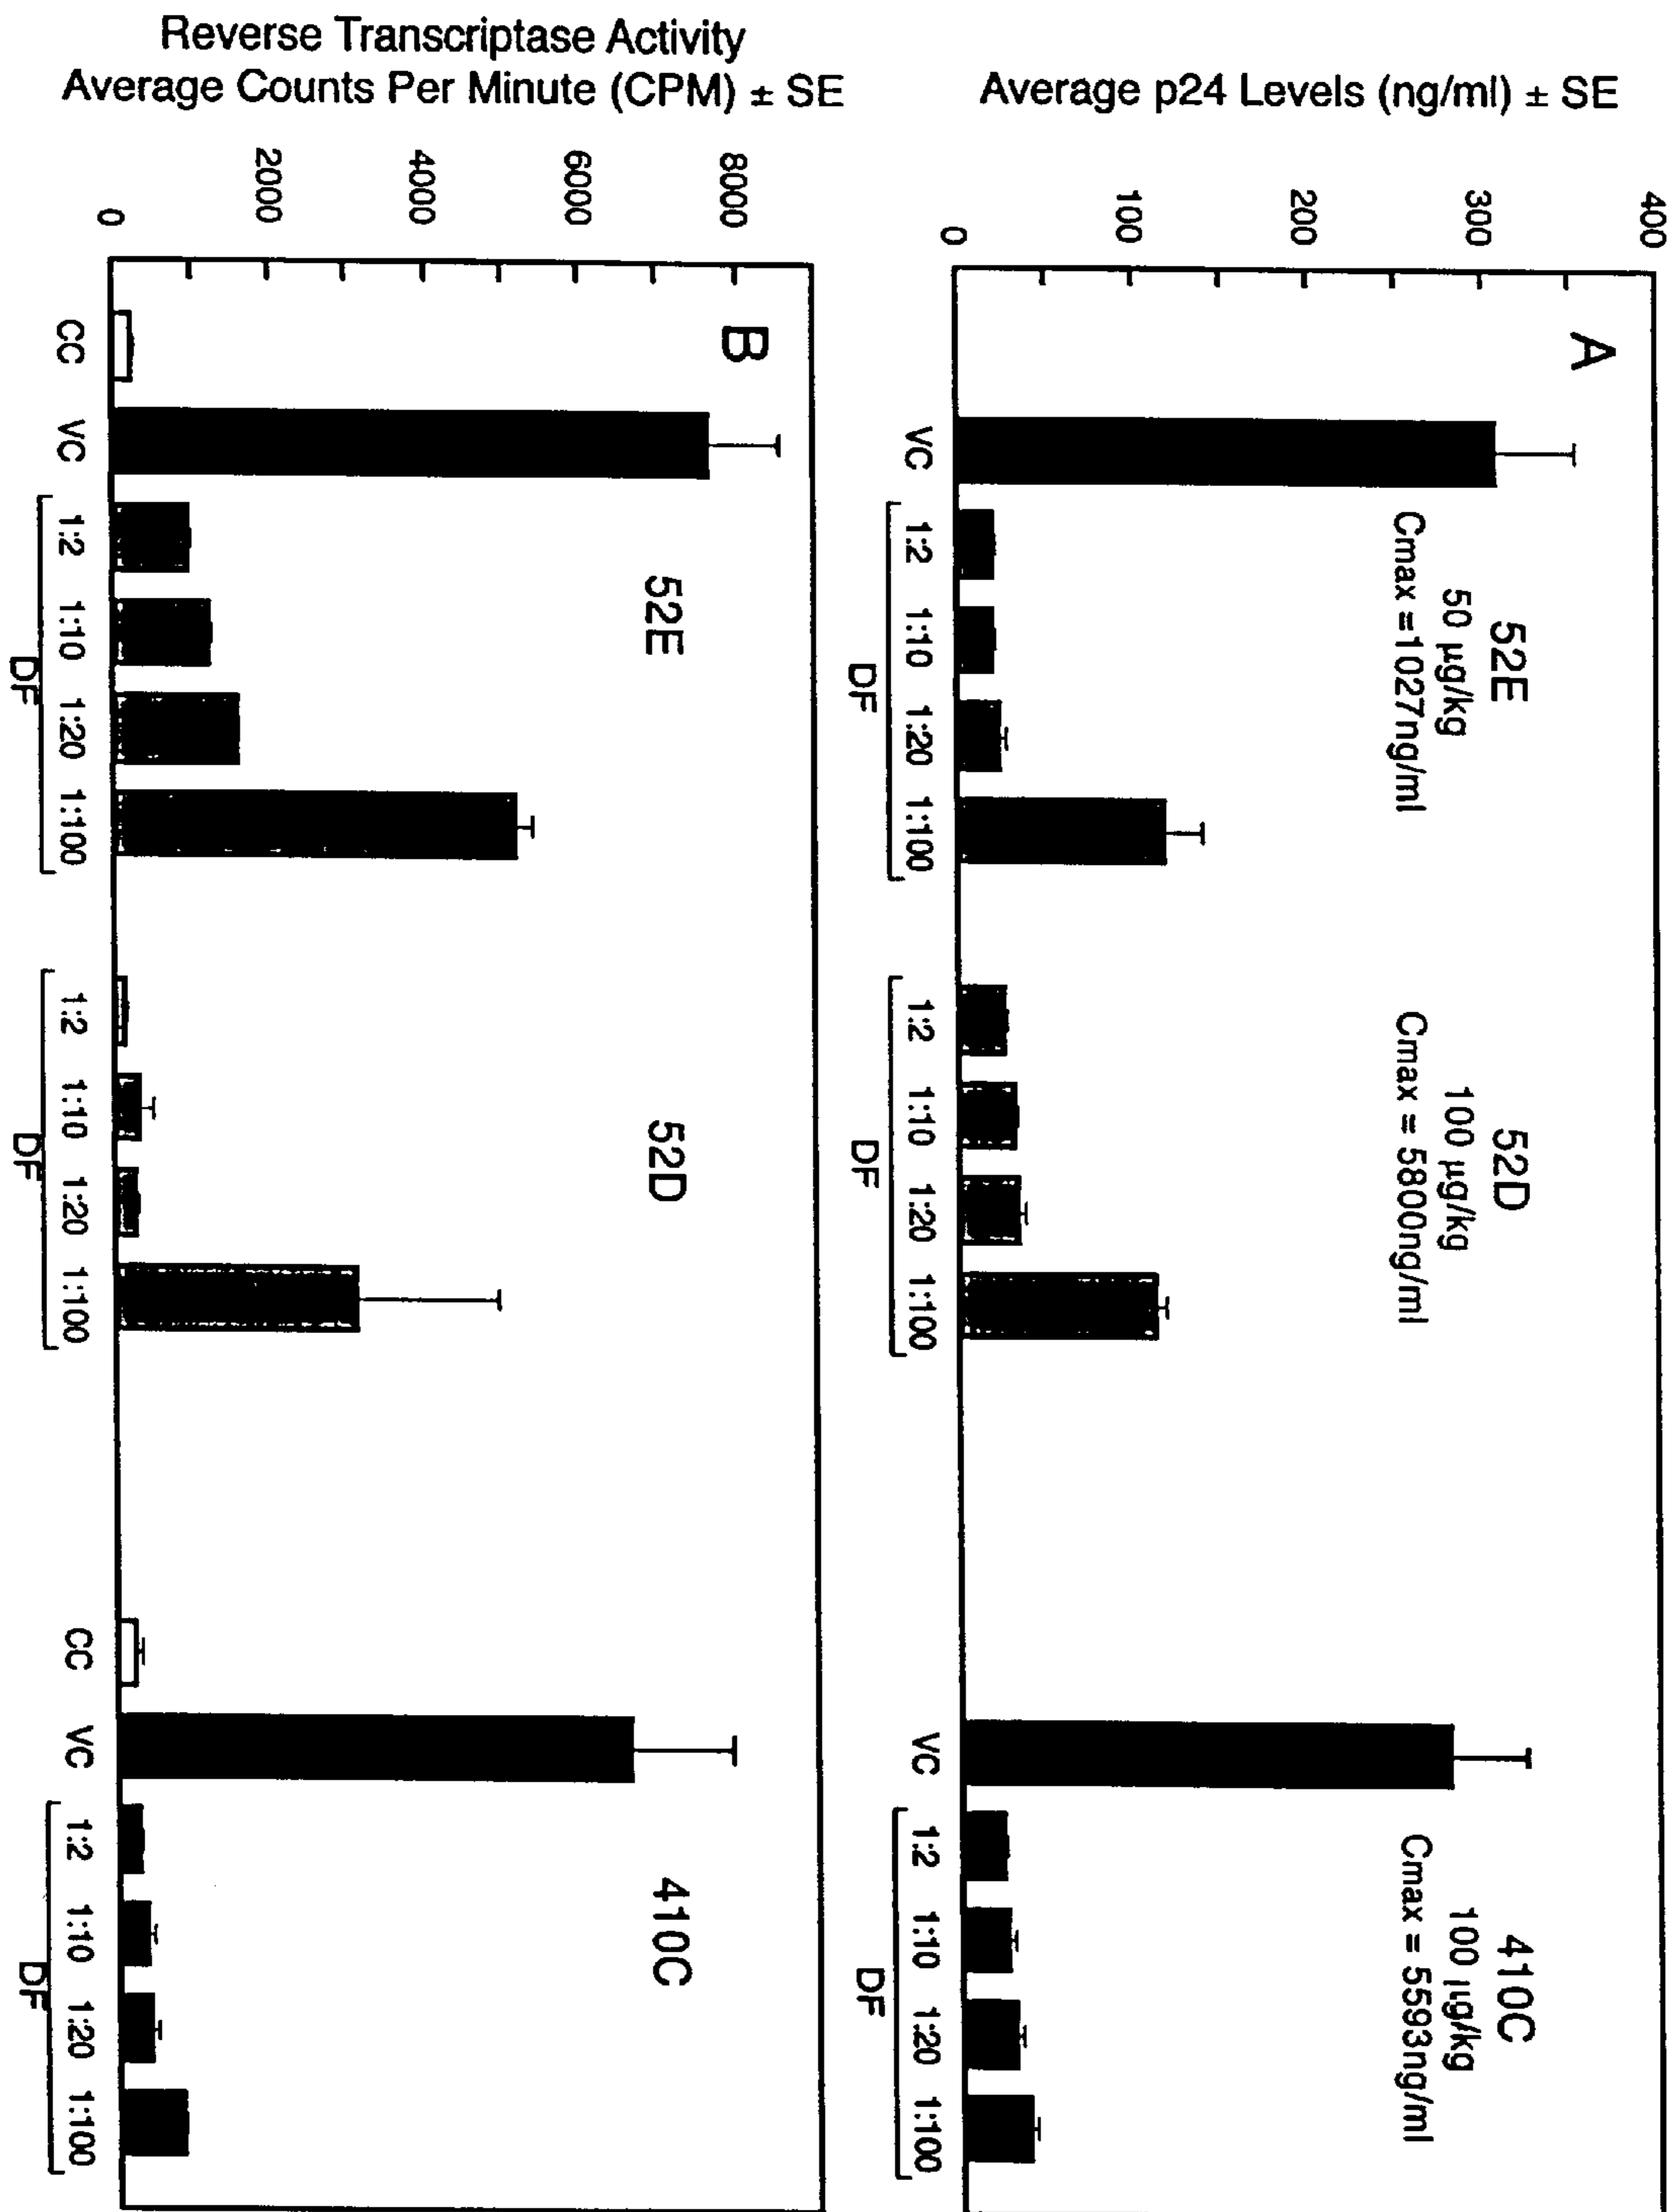 Average p24 Levels (ng/ml) ± SE
400
300
200
100
0
A
52E
50 µg/kg
Cmax =1027ng/ml
52D
100 µg/kg
Cmax = 5800ng/ml
410C
100 µg/kg
Cmax = 5593ng/ml
VC 1:2 1:10 1:20 1:100 1:2 1:10 1:20 1:100 VC 1:2 1:10 1:20 1:100
DF DF DF
Reverse Transcriptase Activity
Average Counts Per Minute (CPM) ± SE
8000
6000
4000
2000
0
B
52E 52D 410C
CC VC 1:2 1:10 1:20 1:100 1:2 1:10 1:20 1:100 CC VC 1:2 1:10 1:20 1:100
DF DF DF